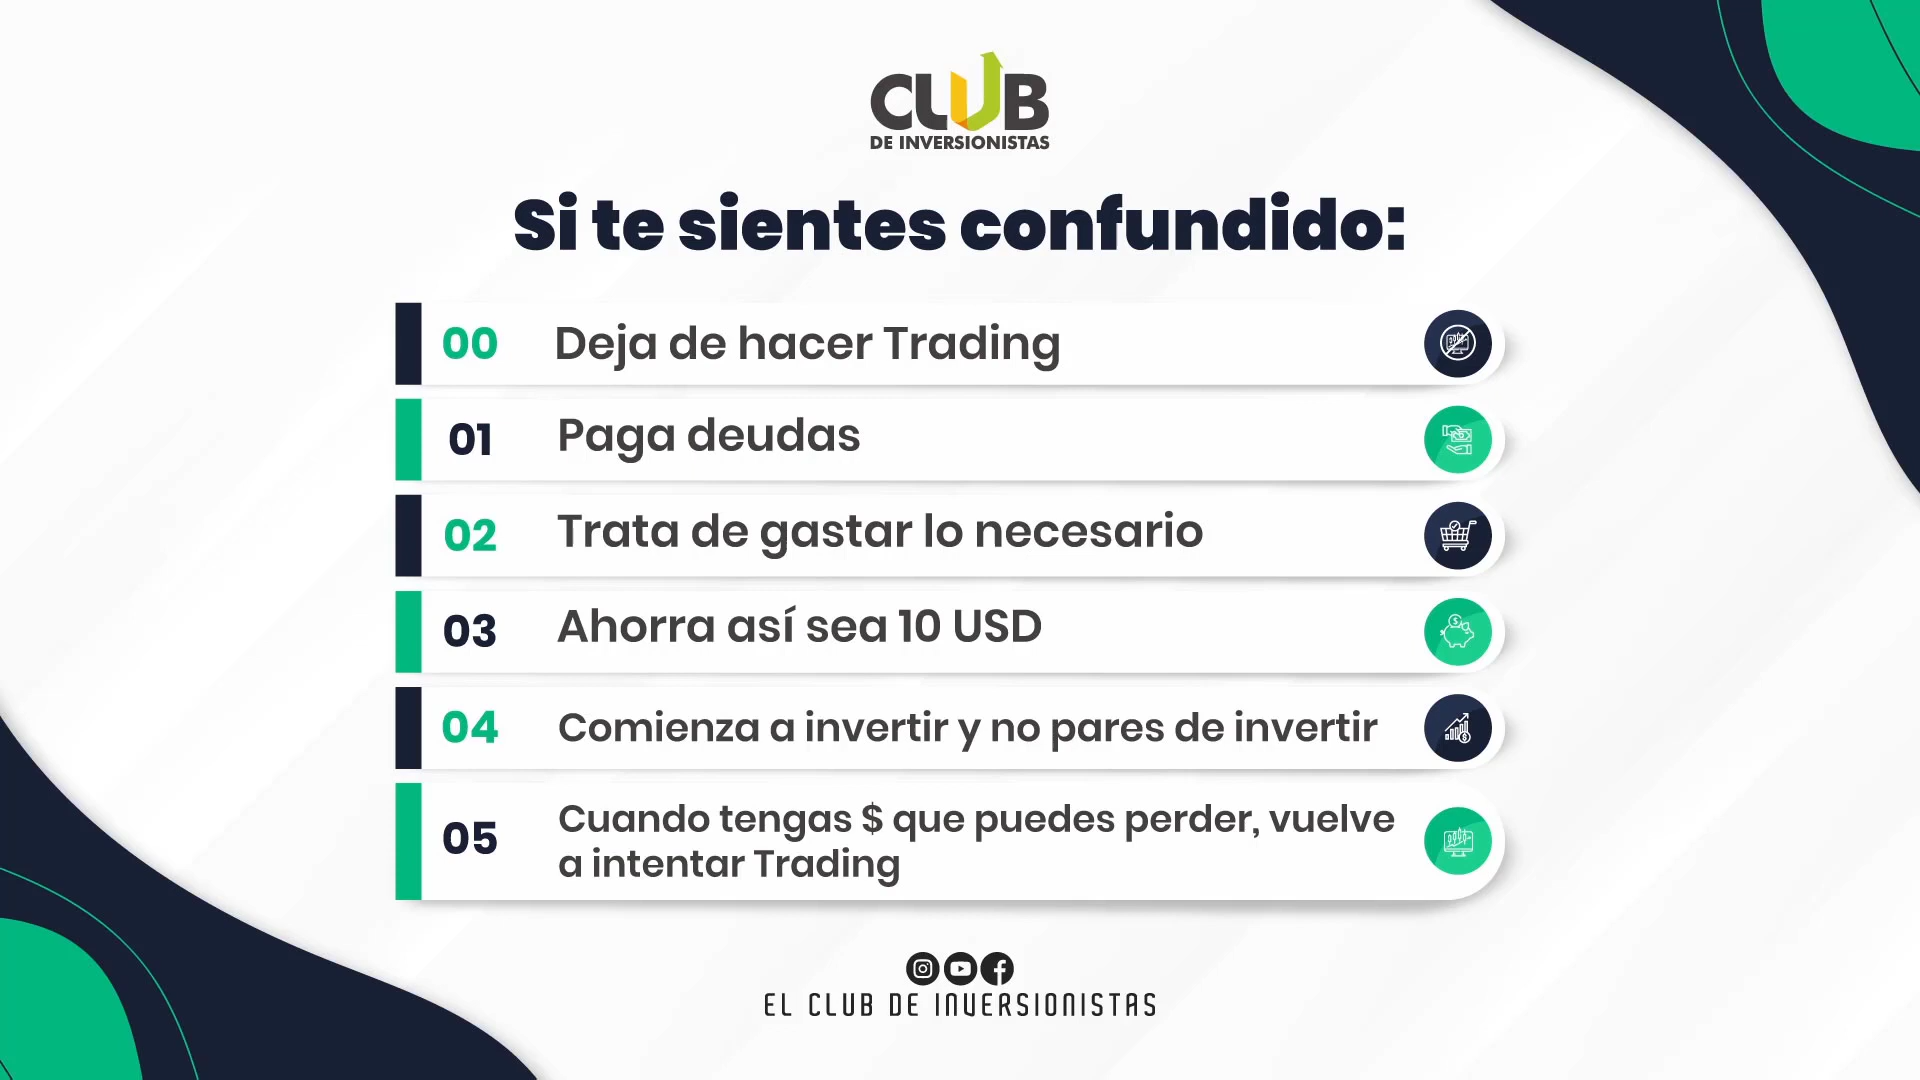 CLUB
DE INVERSIONISTAS
Si te sientes confundido:
00 Deja de hacer Trading
01 Paga deudas
02 Trata de gastar lo necesario
03 Ahorra así sea 10 USD
04 Comienza a invertir y no pares de invertir
05 Cuando tengas $ que puedes perder, vuelve
a intentar Trading
EL CLUB DE INVERSIONISTAS